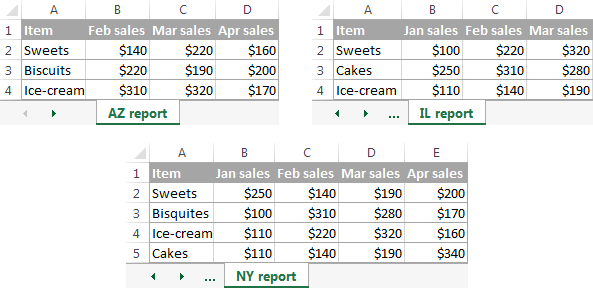 A B C D
1 Item Feb sales Mar sales Apr sales
2 Sweets $140 $220 $160
3 Biscuits $220 $190 $200
4 Ice-cream $310 $320 $170
AZ report
A B C D
1 Item Jan sales Feb sales Mar sales
2 Sweets $100 $220 $320
3 Cakes $250 $310 $280
4 Ice-cream $110 $140 $190
... IL report
A B C D E
1 Item Jan sales Feb sales Mar sales Apr sales
2 Sweets $250 $140 $190 $200
3 Bisquites $100 $310 $280 $170
4 Ice-cream $110 $220 $320 $160
5 Cakes $110 $140 $190 $340
... NY report